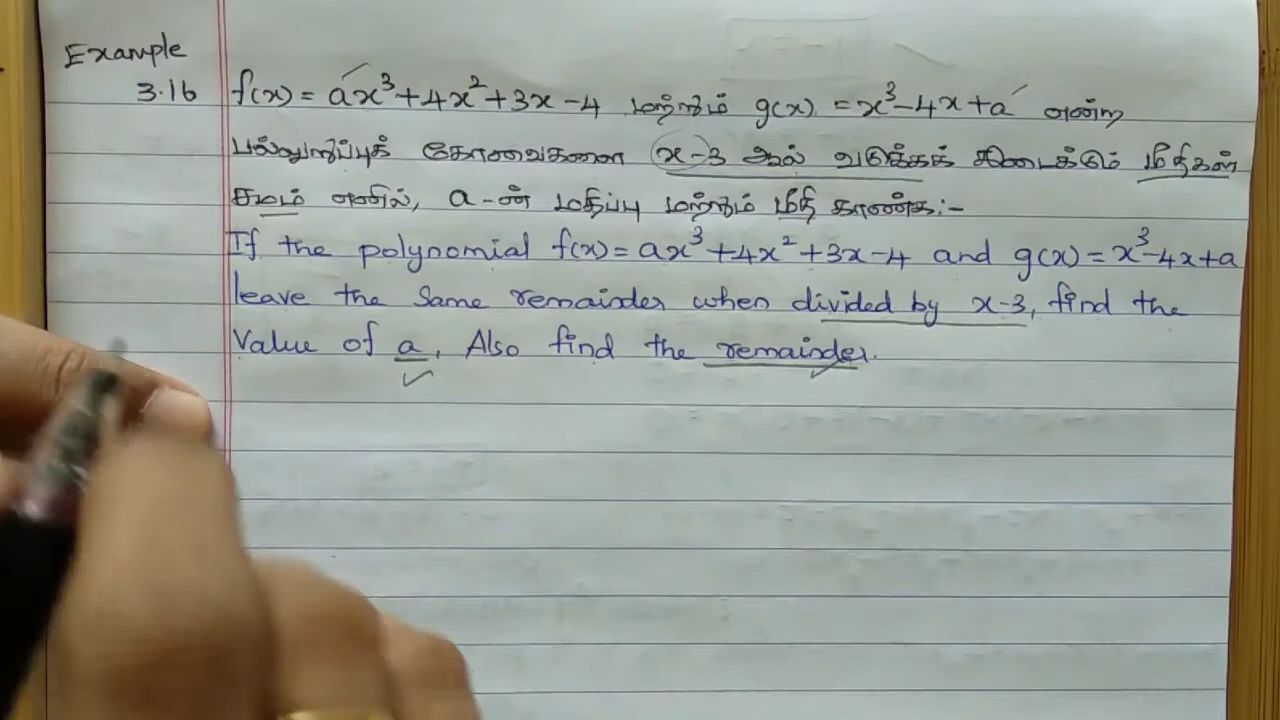 Example
3.16 f(x) = ax³+4x²+3x-4 மற்றும் g(x) = x³-4x+a என்ற
பல்லுறுப்புக் கோவைகளை x-3 ஆல் வகுக்கக் கிடைக்கும் மீதிகள்
சமம் எனில், a-ன் மதிப்பு மற்றும் மீதி காண்க:-
If the polynomial f(x) = ax³+4x²+3x-4 and g(x) = x³-4x+a
leave the same remainder when divided by x-3, find the
Value of a. Also find the remainder.